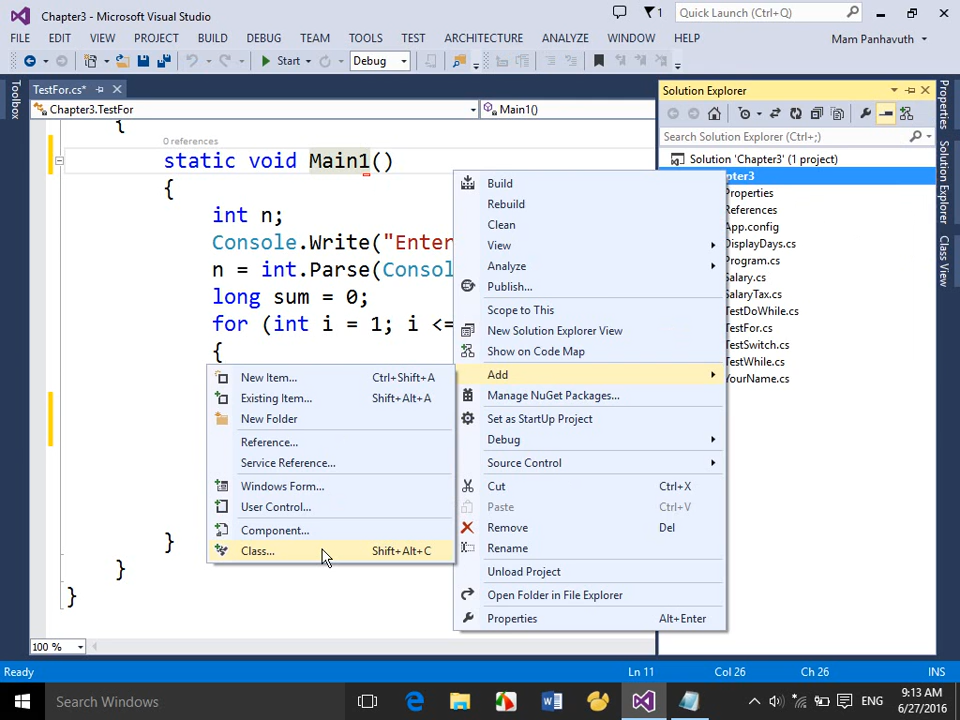 Chapter3 - Microsoft Visual Studio
1
Quick Launch (Ctrl+Q)
FILE EDIT VIEW PROJECT BUILD DEBUG TEAM TOOLS TEST ARCHITECTURE ANALYZE WINDOW HELP
Mam Panhavuth
Start
Debug
Toolbox
TestFor.cs*
Chapter3.TestFor
Main1()
{
0 references
static void Main1()
{
int n;
Console.Write("Enter
n = int.Parse(Consol
long sum = 0;
for (int i = 1; i <=
{
}
}
}
100 %
Build
Rebuild
Clean
View
Analyze
Publish...
Scope to This
New Solution Explorer View
Show on Code Map
Add
Manage NuGet Packages...
Set as StartUp Project
Debug
Source Control
Cut Ctrl+X
Paste Ctrl+V
Remove Del
Rename
Unload Project
Open Folder in File Explorer
Properties Alt+Enter
New Item... Ctrl+Shift+A
Existing Item... Shift+Alt+A
New Folder
Reference...
Service Reference...
Windows Form...
User Control...
Component...
Class... Shift+Alt+C
Solution Explorer
Search Solution Explorer (Ctrl+;)
Solution 'Chapter3' (1 project)
pter3
Properties
References
App.config
DisplayDays.cs
Program.cs
Salary.cs
SalaryTax.cs
TestDoWhile.cs
TestFor.cs
TestSwitch.cs
TestWhile.cs
YourName.cs
Properties
Solution Explorer
Class View
Ready
Ln 11
Col 26
Ch 26
INS
Search Windows
ENG
9:13 AM
6/27/2016